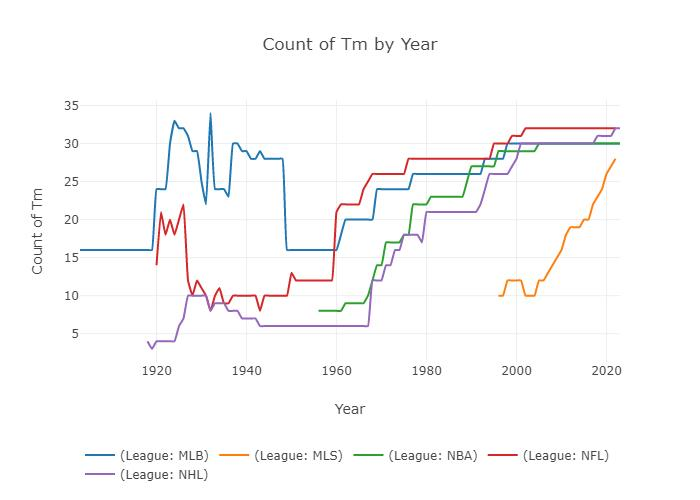 Count of Tm by Year
Count of Tm
35
30
25
20
15
10
5
1920 1940 1960 1980 2000 2020
Year
(League: MLB) (League: MLS) (League: NBA) (League: NFL)
(League: NHL)